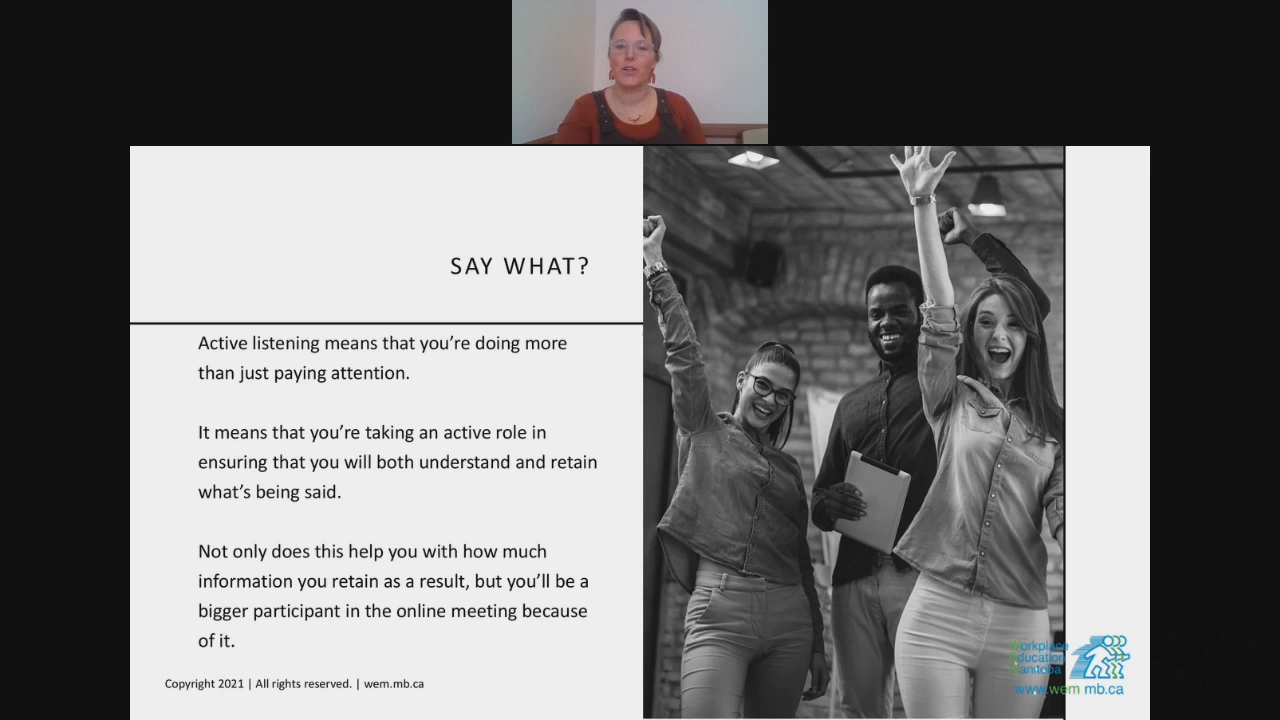 SAY WHAT?
Active listening means that you’re doing more
than just paying attention.
It means that you’re taking an active role in
ensuring that you will both understand and retain
what’s being said.
Not only does this help you with how much
information you retain as a result, but you’ll be a
bigger participant in the online meeting because
of it.
Copyright 2021 | All rights reserved. | wem.mb.ca
Workplace
Education
Manitoba
www.wem.mb.ca